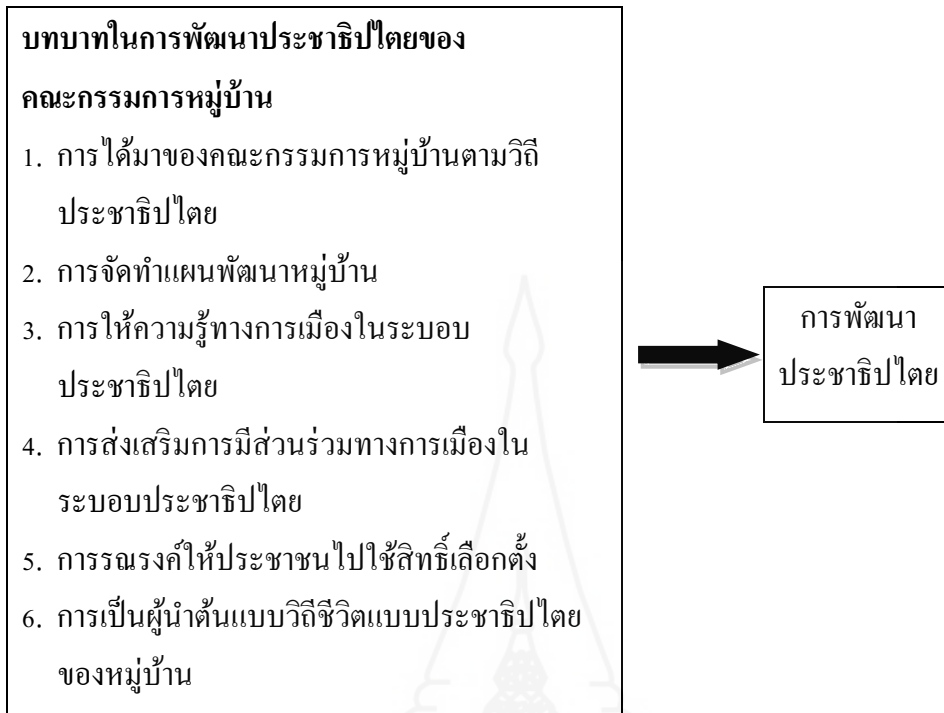 บทบาทในการพัฒนาประชาธิปไตยของ
คณะกรรมการหมู่บ้าน
1. การได้มาของคณะกรรมการหมู่บ้านตามวิถี
ประชาธิปไตย
2. การจัดทำแผนพัฒนาหมู่บ้าน
3. การให้ความรู้ทางการเมืองในระบอบ
ประชาธิปไตย
4. การส่งเสริมการมีส่วนร่วมทางการเมืองใน
ระบอบประชาธิปไตย
5. การรณรงค์ให้ประชาชนไปใช้สิทธิ์เลือกตั้ง
6. การเป็นผู้นำต้นแบบวิถีชีวิตแบบประชาธิปไตย
ของหมู่บ้าน
การพัฒนา
ประชาธิปไตย